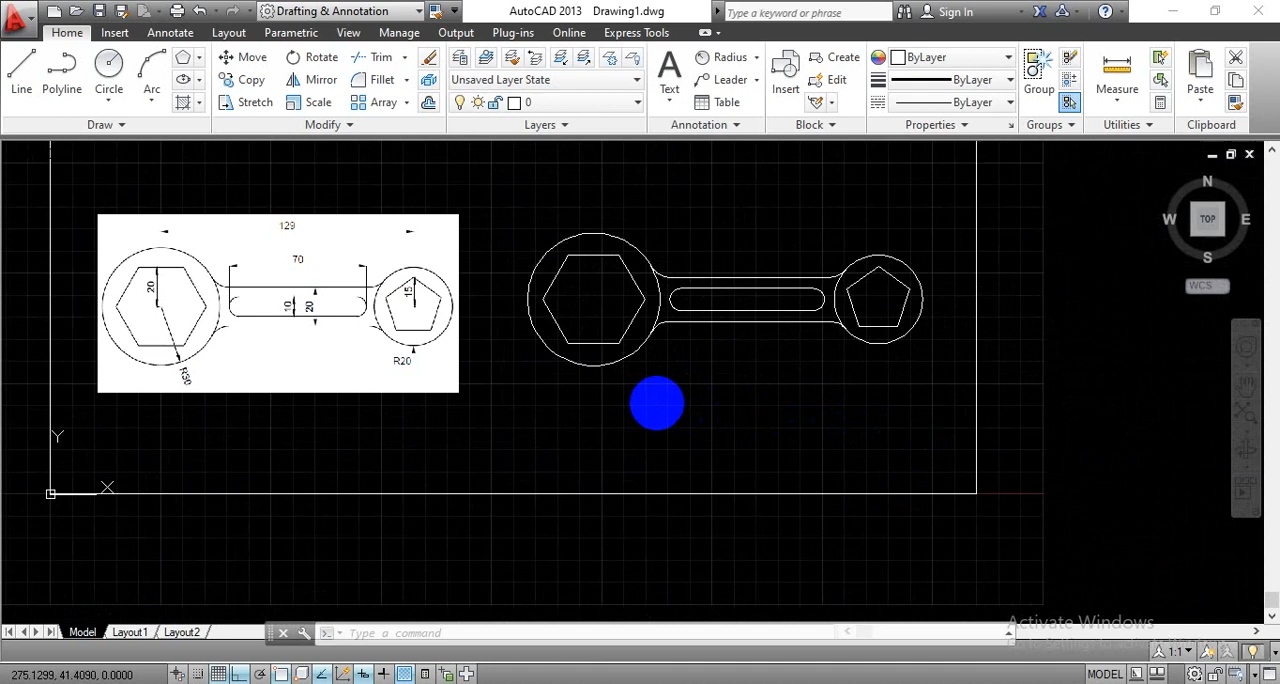 Drafting & Annotation
AutoCAD 2013 Drawing1.dwg
Type a keyword or phrase
Sign In
Home Insert Annotate Layout Parametric View Manage Output Plug-ins Online Express Tools
Line
Polyline
Circle
Arc
Draw
Move Rotate Trim
Copy Mirror Fillet
Stretch Scale Array
Modify
Unsaved Layer State
0
Layers
Text
Radius
Leader
Table
Annotation
Insert
Create
Edit
Block
ByLayer
ByLayer
ByLayer
Properties
Group
Groups
Measure
Utilities
Paste
Clipboard
129
70
20
10
20
15
R30
R20
N
W TOP E
S
WCS
Y
X
Activate Windows
Model Layout1 Layout2
Type a command
1:1
275.1299, 41.4090, 0.0000
MODEL